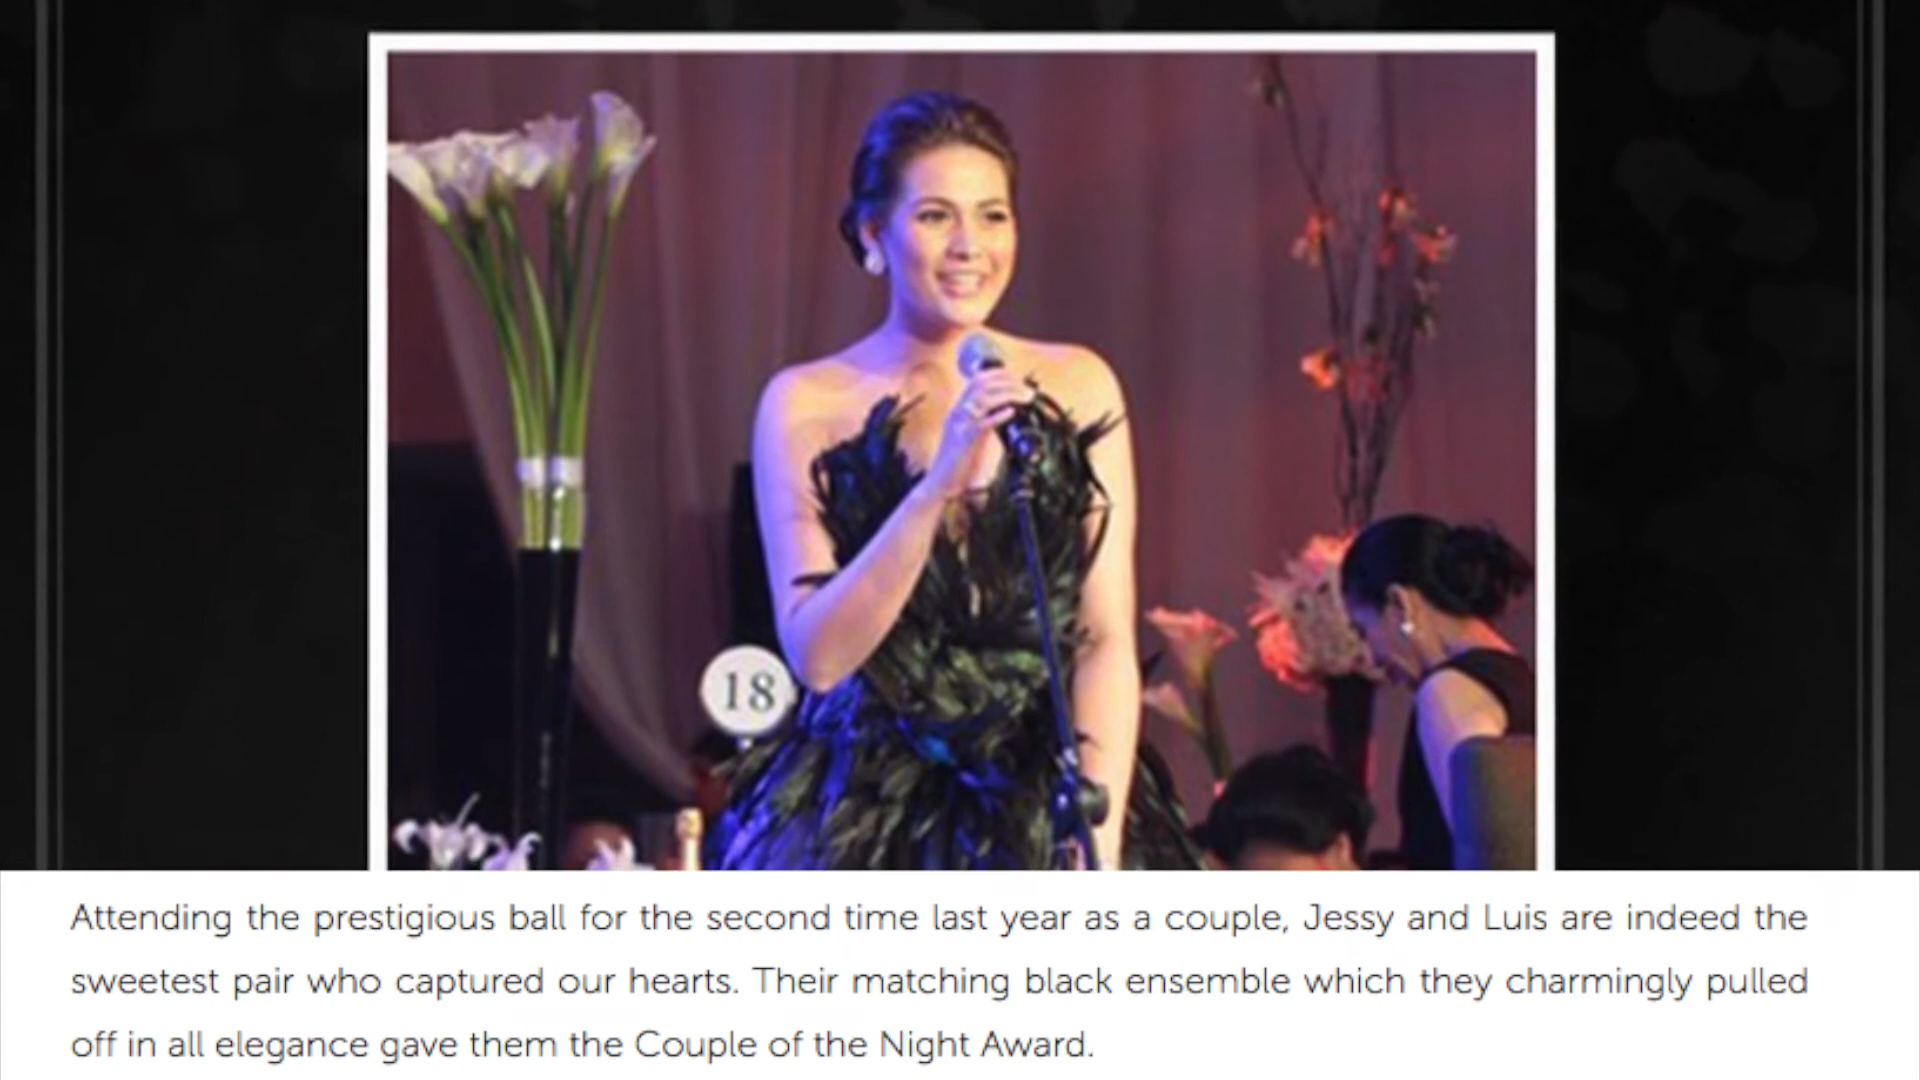 18
Attending the prestigious ball for the second time last year as a couple, Jessy and Luis are indeed the
sweetest pair who captured our hearts. Their matching black ensemble which they charmingly pulled
off in all elegance gave them the Couple of the Night Award.